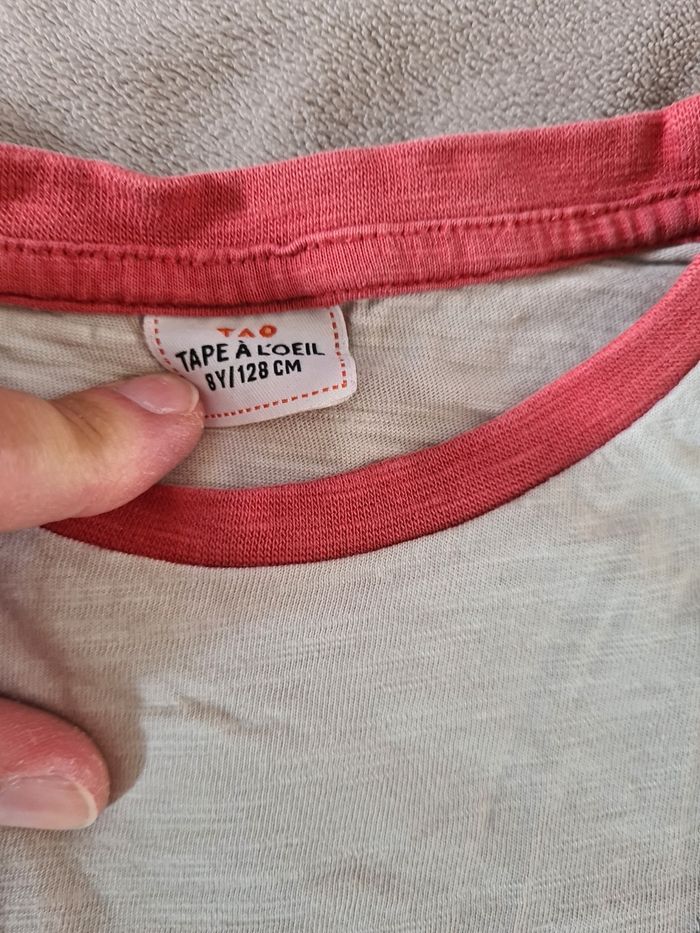 TAO
TAPE À L'OEIL
8Y/128 CM